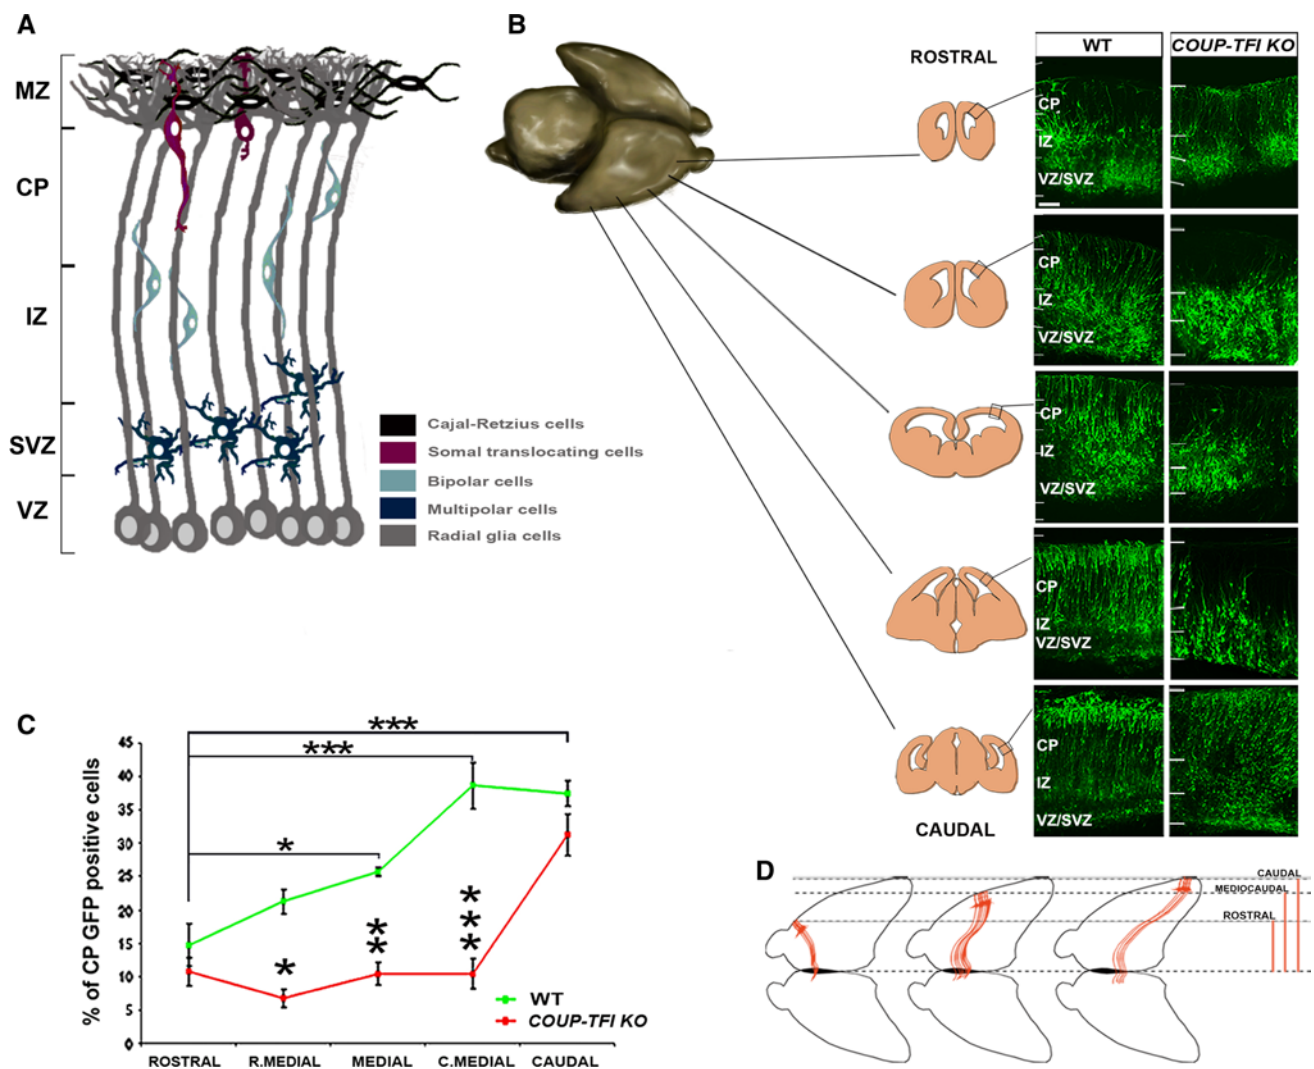 A
MZ
CP
IZ
SVZ
VZ
Cajal-Retzius cells
Somal translocating cells
Bipolar cells
Multipolar cells
Radial glia cells
B
ROSTRAL
CAUDAL
WT
COUP-TFI KO
CP
IZ
VZ/SVZ
CP
IZ
VZ/SVZ
CP
IZ
VZ/SVZ
CP
IZ
VZ/SVZ
CP
IZ
VZ/SVZ
C
% of CP GFP positive cells
45
40
35
30
25
20
15
10
5
0
***
***
*
*
**
***
WT
COUP-TFI KO
ROSTRAL
R.MEDIAL
MEDIAL
C.MEDIAL
CAUDAL
D
CAUDAL
MEDIOCAUDAL
ROSTRAL